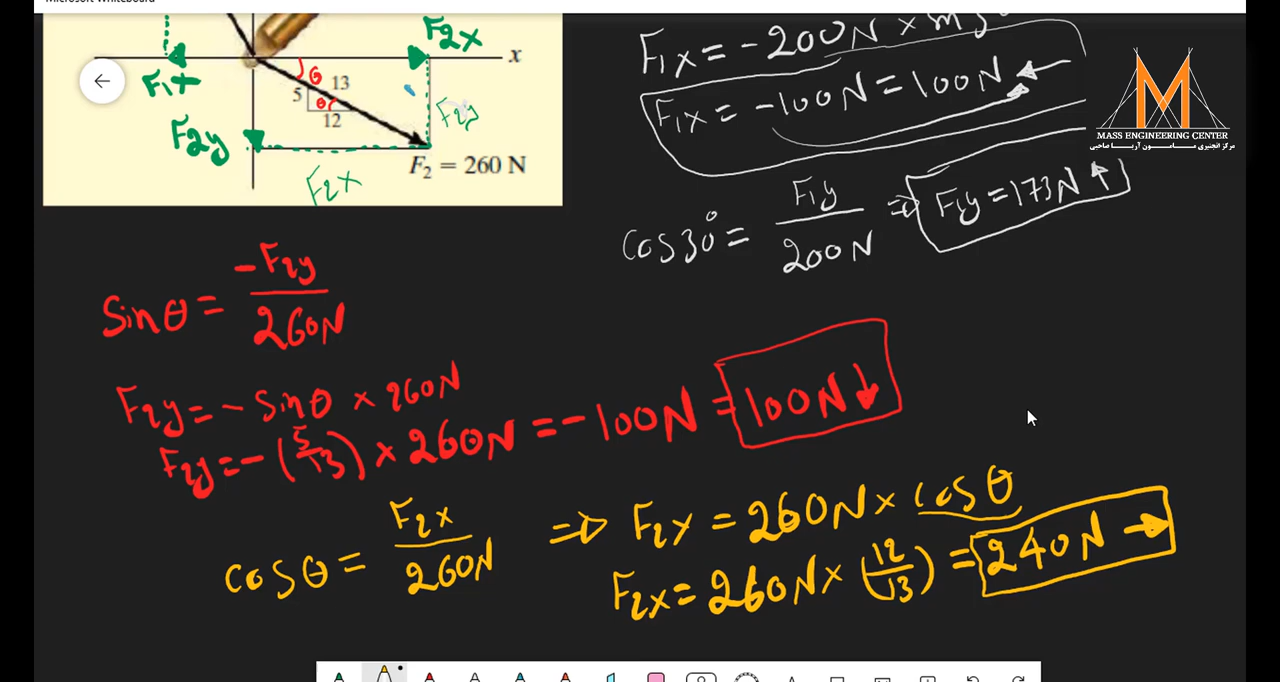 Microsoft Whiteboard
F2x
x
F1x
θ
13
5
θ
12
F2y
F2y
F2 = 260 N
F2x
F1x = -200N ×
F1x = -100N = 100N ←
MASS ENGINEERING CENTER
cos30° = F1y / 200N ⇒ F1y = 173N ↑
Sinθ = -F2y / 260N
F2y = - Sinθ × 260N
F2y = - (5/13) × 260N = -100N = 100N ↓
cosθ = F2x / 260N ⇒ F2x = 260N × cosθ
F2x = 260N × (12/13) = 240N →